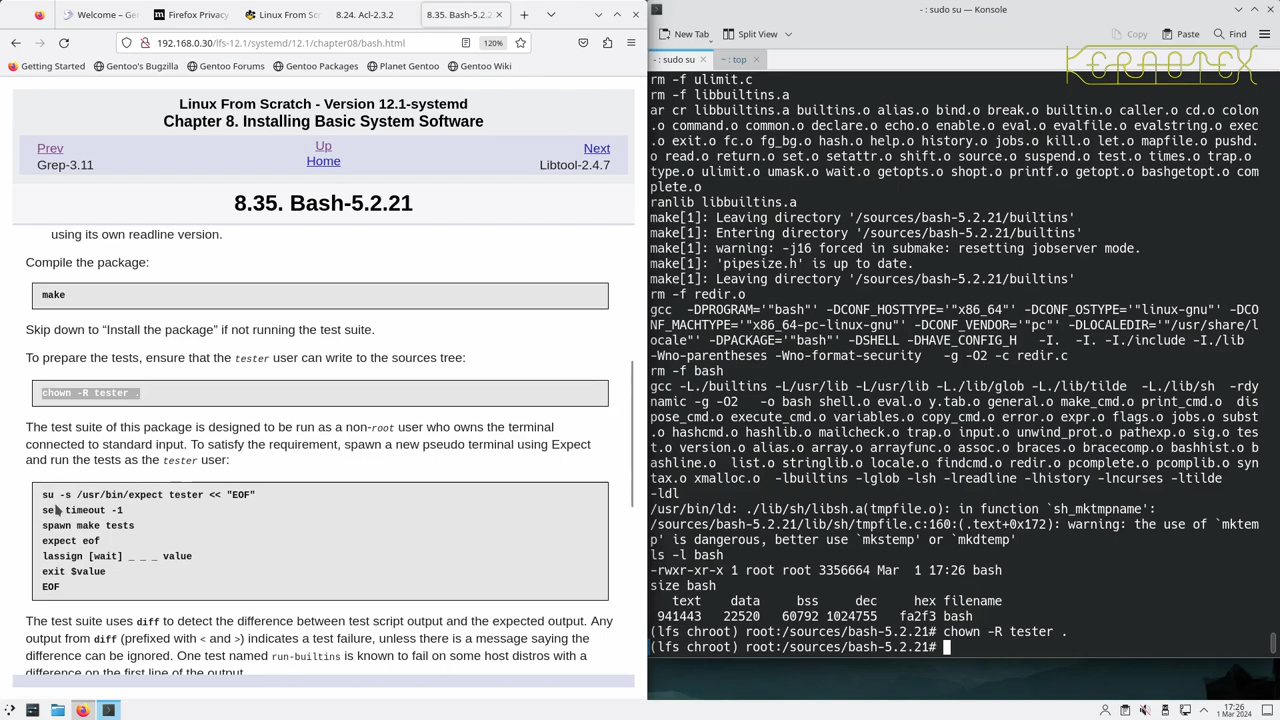 Welcome – Ge
Firefox Privacy
Linux From Scr
8.24. Acl-2.3.2
8.35. Bash-5.2.2
192.168.0.30/lfs-12.1/systemd/12.1/chapter08/bash.html
120%
Getting Started
Gentoo's Bugzilla
Gentoo Forums
Gentoo Packages
Planet Gentoo
Gentoo Wiki
Linux From Scratch - Version 12.1-systemd
Chapter 8. Installing Basic System Software
Prev
Up
Next
Grep-3.11
Home
Libtool-2.4.7
8.35. Bash-5.2.21
using its own readline version.
Compile the package:
make
Skip down to “Install the package” if not running the test suite.
To prepare the tests, ensure that the tester user can write to the sources tree:
chown -R tester .
The test suite of this package is designed to be run as a non-root user who owns the terminal
connected to standard input. To satisfy the requirement, spawn a new pseudo terminal using Expect
and run the tests as the tester user:
su -s /usr/bin/expect tester << "EOF"
set timeout -1
spawn make tests
expect eof
lassign [wait] _ _ _ value
exit $value
EOF
The test suite uses diff to detect the difference between test script output and the expected output. Any
output from diff (prefixed with < and >) indicates a test failure, unless there is a message saying the
difference can be ignored. One test named run-builtins is known to fail on some host distros with a
difference on the first line of the output.
- : sudo su — Konsole
New Tab
Split View
Copy
Paste
Find
- : sudo su
~ : top
KERNOTEX
rm -f ulimit.c
rm -f libbuiltins.a
ar cr libbuiltins.a builtins.o alias.o bind.o break.o builtin.o caller.o cd.o colon
.o command.o common.o declare.o echo.o enable.o eval.o evalfile.o evalstring.o exec
.o exit.o fc.o fg_bg.o hash.o help.o history.o jobs.o kill.o let.o mapfile.o pushd.
o read.o return.o set.o setattr.o shift.o source.o suspend.o test.o times.o trap.o
type.o ulimit.o umask.o wait.o getopts.o shopt.o printf.o getopt.o bashgetopt.o com
plete.o
ranlib libbuiltins.a
make[1]: Leaving directory '/sources/bash-5.2.21/builtins'
make[1]: Entering directory '/sources/bash-5.2.21/builtins'
make[1]: warning: -j16 forced in submake: resetting jobserver mode.
make[1]: 'pipesize.h' is up to date.
make[1]: Leaving directory '/sources/bash-5.2.21/builtins'
rm -f redir.o
gcc -DPROGRAM='"bash"' -DCONF_HOSTTYPE='"x86_64"' -DCONF_OSTYPE='"linux-gnu"' -DCO
NF_MACHTYPE='"x86_64-pc-linux-gnu"' -DCONF_VENDOR='"pc"' -DLOCALEDIR='"/usr/share/l
ocale"' -DPACKAGE='"bash"' -DSHELL -DHAVE_CONFIG_H -I. -I. -I./include -I./lib
-Wno-parentheses -Wno-format-security -g -O2 -c redir.c
rm -f bash
gcc -L./builtins -L/usr/lib -L/usr/lib -L./lib/glob -L./lib/tilde -L./lib/sh -rdy
namic -g -O2 -o bash shell.o eval.o y.tab.o general.o make_cmd.o print_cmd.o dis
pose_cmd.o execute_cmd.o variables.o copy_cmd.o error.o expr.o flags.o jobs.o subst
.o hashcmd.o hashlib.o mailcheck.o trap.o input.o unwind_prot.o pathexp.o sig.o tes
t.o version.o alias.o array.o arrayfunc.o assoc.o braces.o bracecomp.o bashhist.o b
ashline.o list.o stringlib.o locale.o findcmd.o redir.o pcomplete.o pcomplib.o syn
tax.o xmalloc.o -lbuiltins -lglob -lsh -lreadline -lhistory -lncurses -ltilde
-ldl
/usr/bin/ld: ./lib/sh/libsh.a(tmpfile.o): in function `sh_mktmpname':
/sources/bash-5.2.21/lib/sh/tmpfile.c:160:(.text+0x172): warning: the use of `mktem
p' is dangerous, better use `mkstemp' or `mkdtemp'
ls -l bash
-rwxr-xr-x 1 root root 3356664 Mar 1 17:26 bash
size bash
text data bss dec hex filename
941443 22520 60792 1024755 fa2f3 bash
(lfs chroot) root:/sources/bash-5.2.21# chown -R tester .
(lfs chroot) root:/sources/bash-5.2.21#
17:26
1 Mar 2024